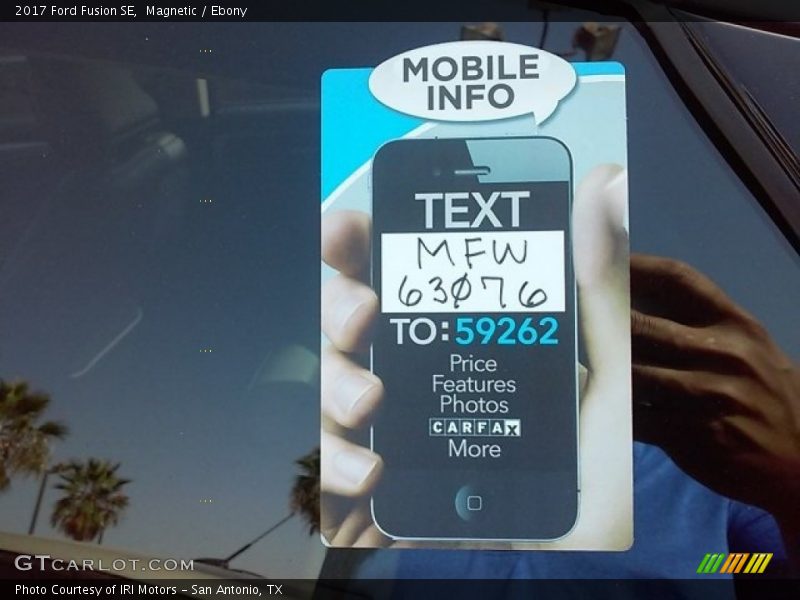 2017 Ford Fusion SE,  Magnetic / Ebony
MOBILE
INFO
TEXT
MFW
63076
TO: 59262
Price
Features
Photos
CARFAX
More
GTCARLOT.COM
Photo Courtesy of IRI Motors - San Antonio, TX